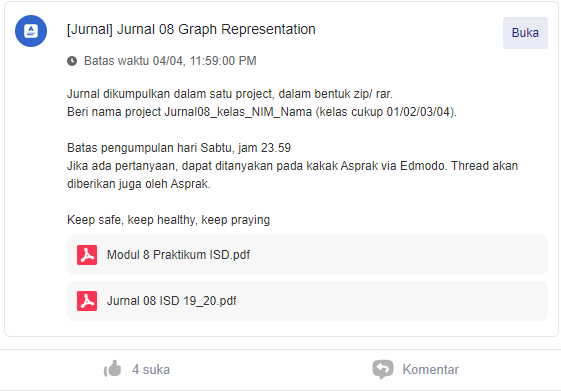 [Jurnal] Jurnal 08 Graph Representation
Buka
Batas waktu 04/04, 11:59:00 PM
Jurnal dikumpulkan dalam satu project, dalam bentuk zip/ rar.
Beri nama project Jurnal08_kelas_NIM_Nama (kelas cukup 01/02/03/04).
Batas pengumpulan hari Sabtu, jam 23.59
Jika ada pertanyaan, dapat ditanyakan pada kakak Asprak via Edmodo. Thread akan
diberikan juga oleh Asprak.
Keep safe, keep healthy, keep praying
Modul 8 Praktikum ISD.pdf
Jurnal 08 ISD 19_20.pdf
4 suka
Komentar